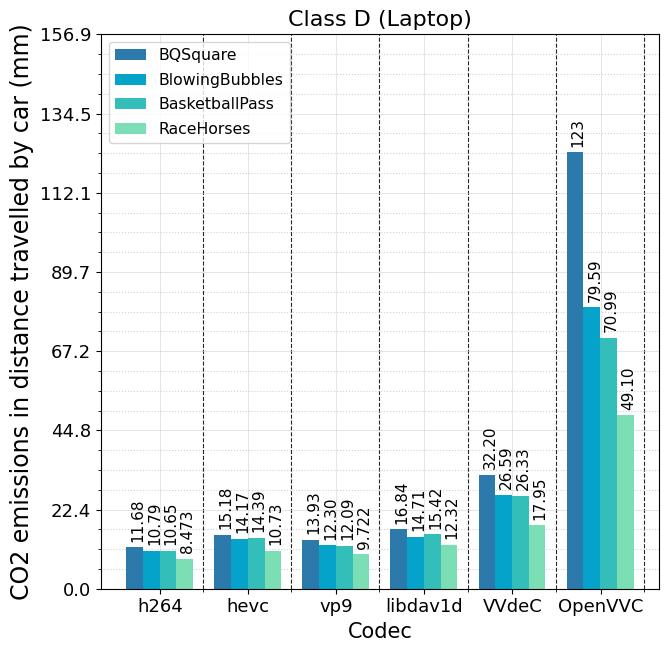 Class D (Laptop)
CO2 emissions in distance travelled by car (mm)
156.9
134.5
112.1
89.7
67.2
44.8
22.4
0.0
BQSquare
BlowingBubbles
BasketballPass
RaceHorses
11.68
10.79
10.65
8.473
15.18
14.17
14.39
10.73
13.93
12.30
12.09
9.722
16.84
14.71
15.42
12.32
32.20
26.59
26.33
17.95
123
79.59
70.99
49.10
h264
hevc
vp9
libdav1d
VVdeC
OpenVVC
Codec